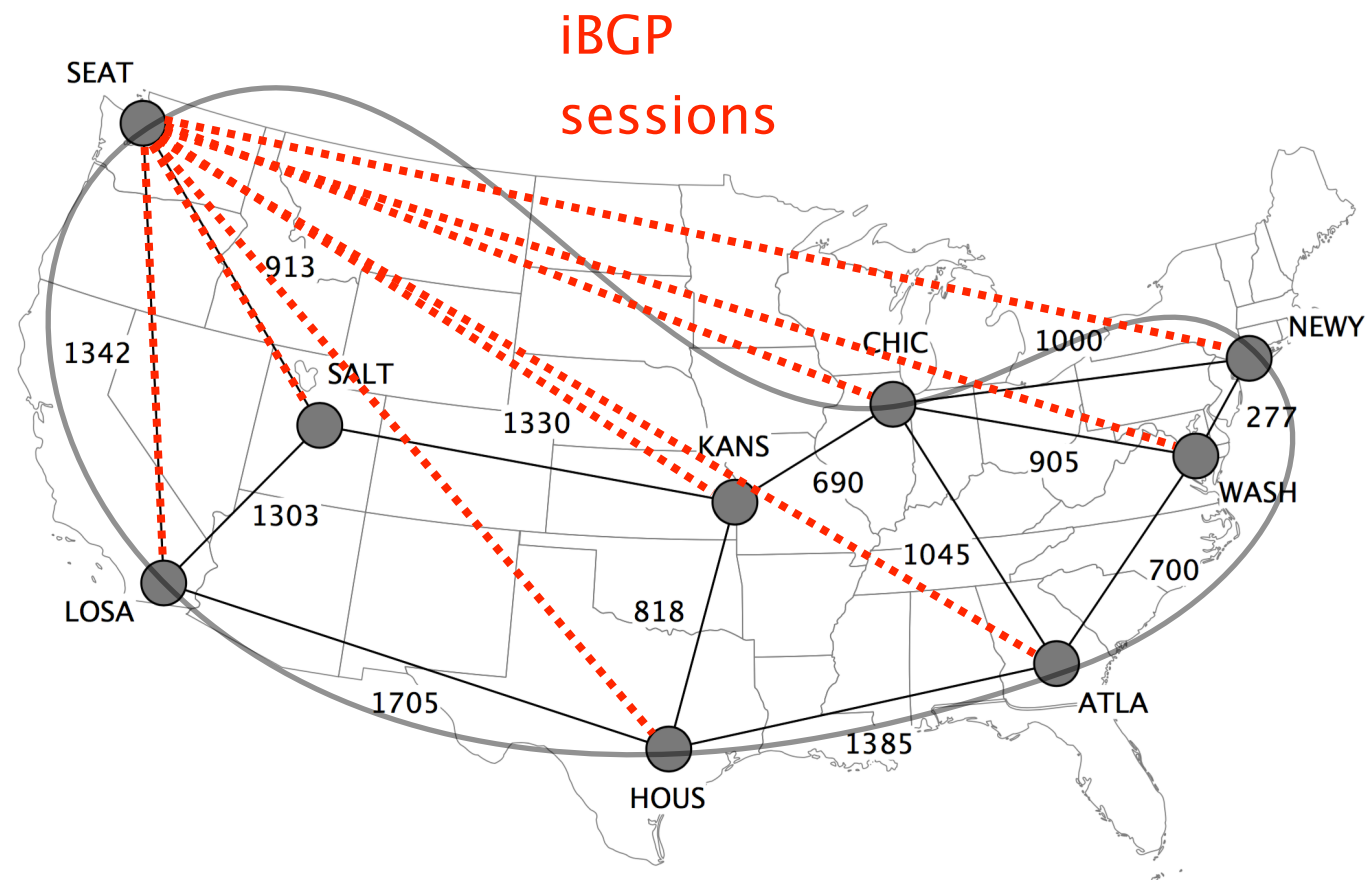 iBGP
sessions
SEAT
913
NEWY
1000
CHIC
1342
SALT
277
1330
KANS
905
690
WASH
1303
1045
700
818
LOSA
1705
ATLA
1385
HOUS